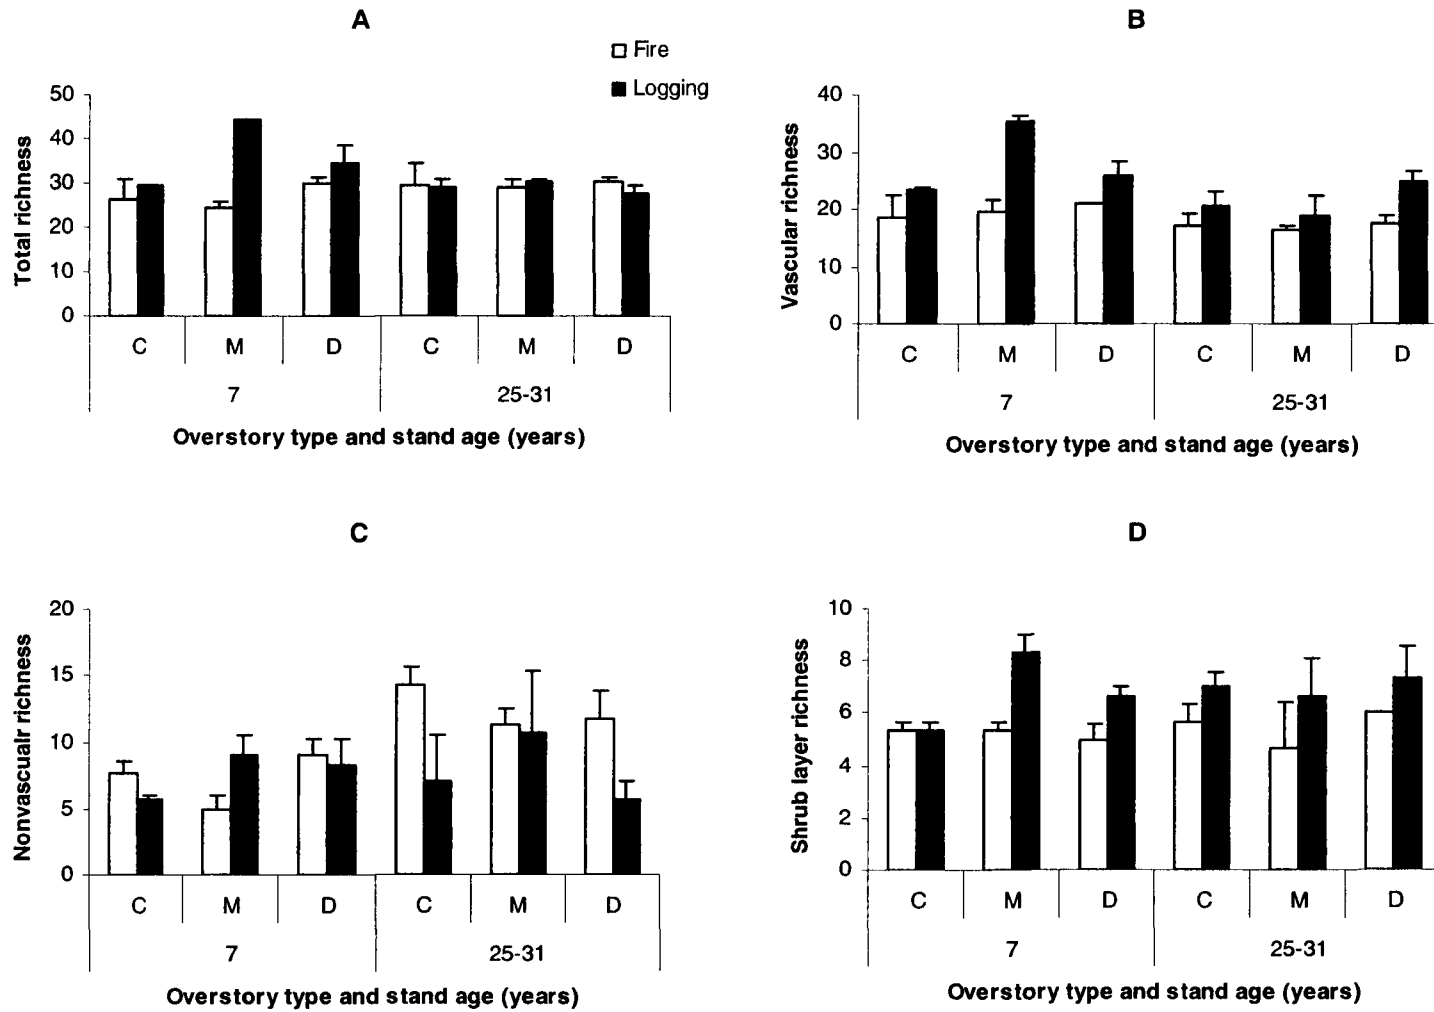 A
Fire
Logging
50
40
30
20
10
0
Total richness
C M D C M D
7 25-31
Overstory type and stand age (years)
B
40
30
20
10
0
Vascular richness
C M D C M D
7 25-31
Overstory type and stand age (years)
C
20
15
10
5
0
Nonvascualr richness
C M D C M D
7 25-31
Overstory type and stand age (years)
D
10
8
6
4
2
0
Shrub layer richness
C M D C M D
7 25-31
Overstory type and stand age (years)